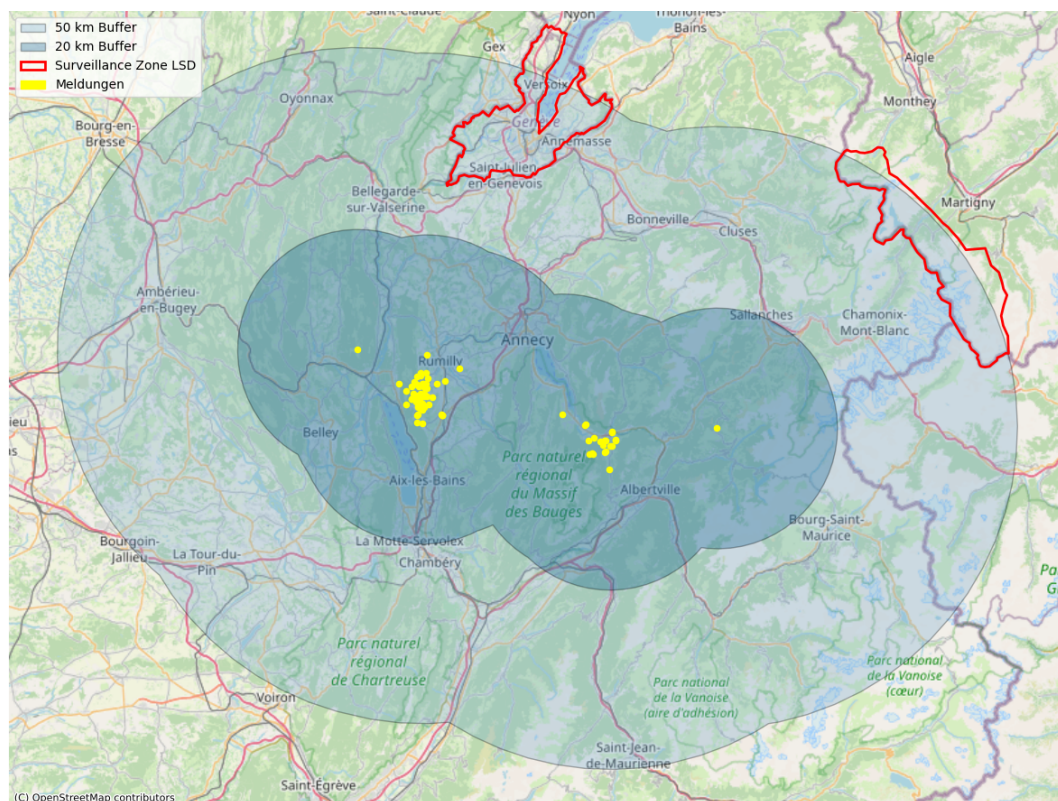 50 km Buffer
20 km Buffer
Surveillance Zone LSD
Meldungen
Saint-Claude
Nyon
Thonon-les-
Bains
Gex
Aigle
Versoix
Oyonnax
Monthey
Bourg-en-
Bresse
Genève
Annemasse
Saint-Julien
en-Genevois
Bellegarde-
sur-Valserine
Martigny
Bonneville
Cluses
Ambérieu-
en-Bugey
Sallanches
Chamonix-
Mont-Blanc
Annecy
Rumilly
Belley
Parc naturel
régional
du Massif
des Bauges
Aix-les-Bains
Albertville
Bourg-Saint-
Maurice
Bourgoin-
Jallieu
La Tour-du-
Pin
La Motte-Servolex
Chambéry
Parc naturel
régional
de Chartreuse
Parc national
de la Vanoise
(cœur)
Parc national
de la Vanoise
(aire d'adhésion)
Voiron
Saint-Jean-
de-Maurienne
Saint-Égrève
(C) OpenStreetMap contributors